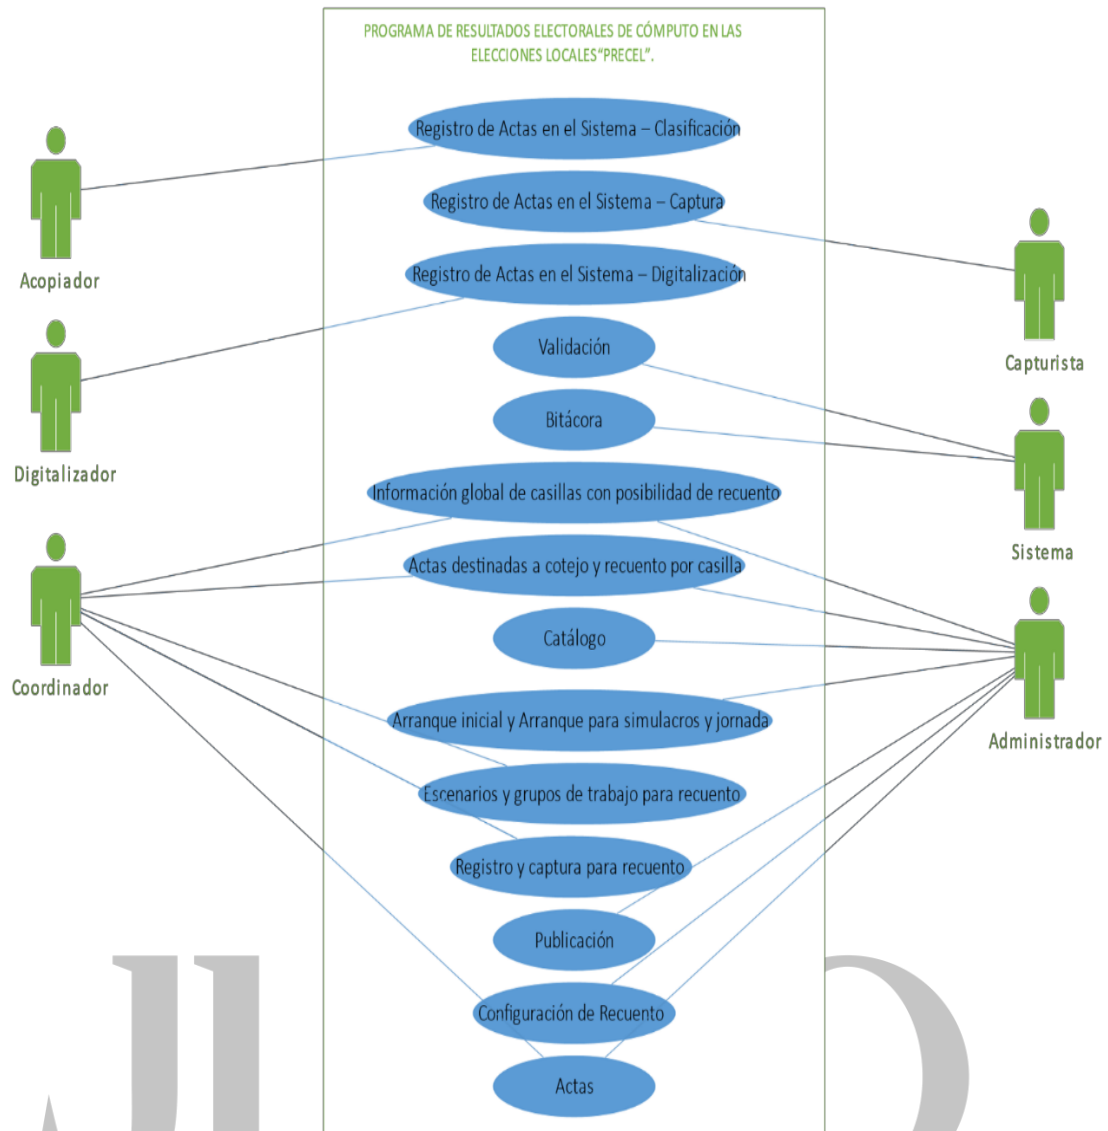 PROGRAMA DE RESULTADOS ELECTORALES DE CÓMPUTO EN LAS
ELECCIONES LOCALES“PRECEL”.
Registro de Actas en el Sistema – Clasificación
Registro de Actas en el Sistema – Captura
Registro de Actas en el Sistema – Digitalización
Validación
Bitácora
Información global de casillas con posibilidad de recuento
Actas destinadas a cotejo y recuento por casilla
Catálogo
Arranque inicial y Arranque para simulacros y jornada
Escenarios y grupos de trabajo para recuento
Registro y captura para recuento
Publicación
Configuración de Recuento
Actas
Acopiador
Digitalizador
Coordinador
Capturista
Sistema
Administrador